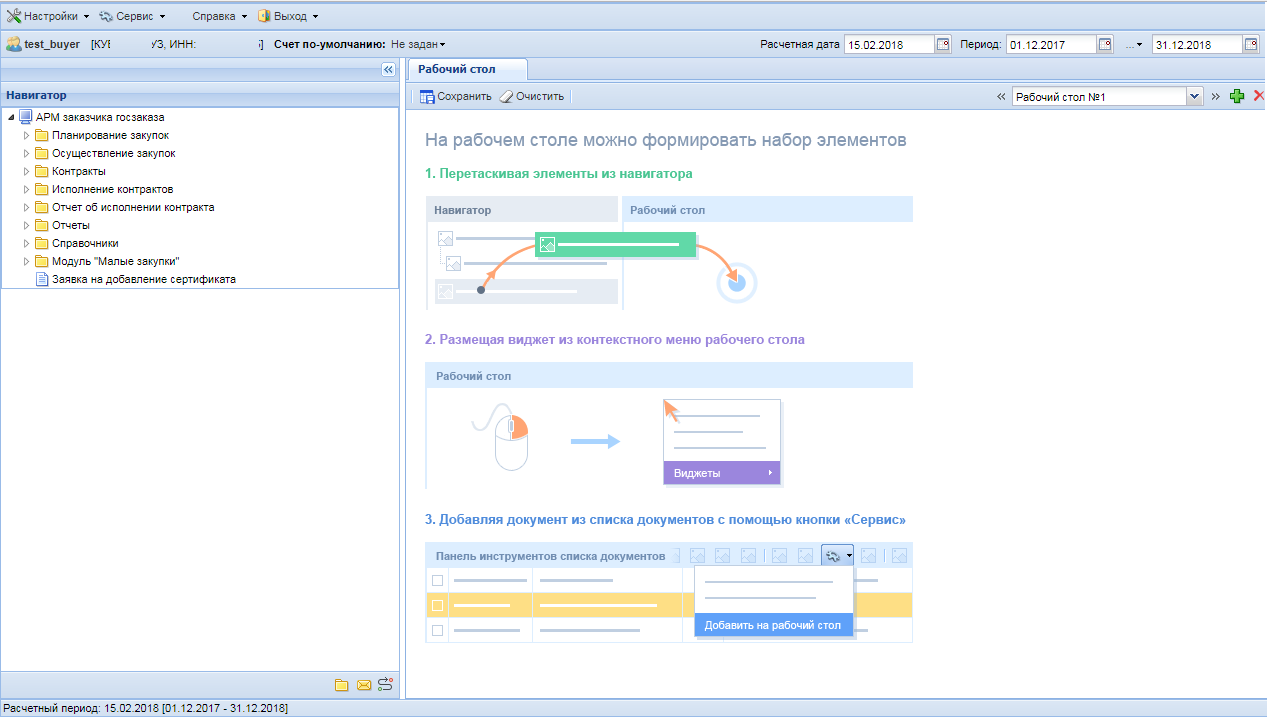 Настройки Сервис Справка Выход
test_buyer [КУ УЗ, ИНН: ] Счет по-умолчанию: Не задан Расчетная дата 15.02.2018 Период: 01.12.2017 ... 31.12.2018
Рабочий стол
Навигатор
Сохранить Очистить « Рабочий стол №1 »
АРМ заказчика госзаказа
Планирование закупок
Осуществление закупок
Контракты
Исполнение контрактов
Отчет об исполнении контракта
Отчеты
Справочники
Модуль "Малые закупки"
Заявка на добавление сертификата
На рабочем столе можно формировать набор элементов
1. Перетаскивая элементы из навигатора
Навигатор Рабочий стол
2. Размещая виджет из контекстного меню рабочего стола
Рабочий стол
Виджеты
3. Добавляя документ из списка документов с помощью кнопки «Сервис»
Панель инструментов списка документов
Добавить на рабочий стол
Расчетный период: 15.02.2018 [01.12.2017 - 31.12.2018]